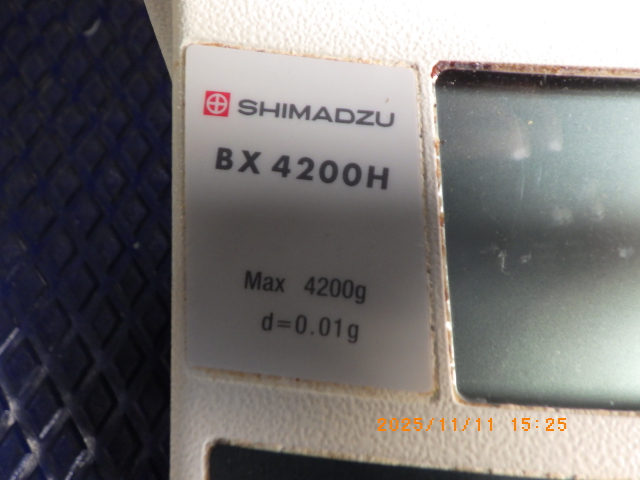 SHIMADZU
BX 4200H
Max 4200g
d=0.01g
2025/11/11 15:25